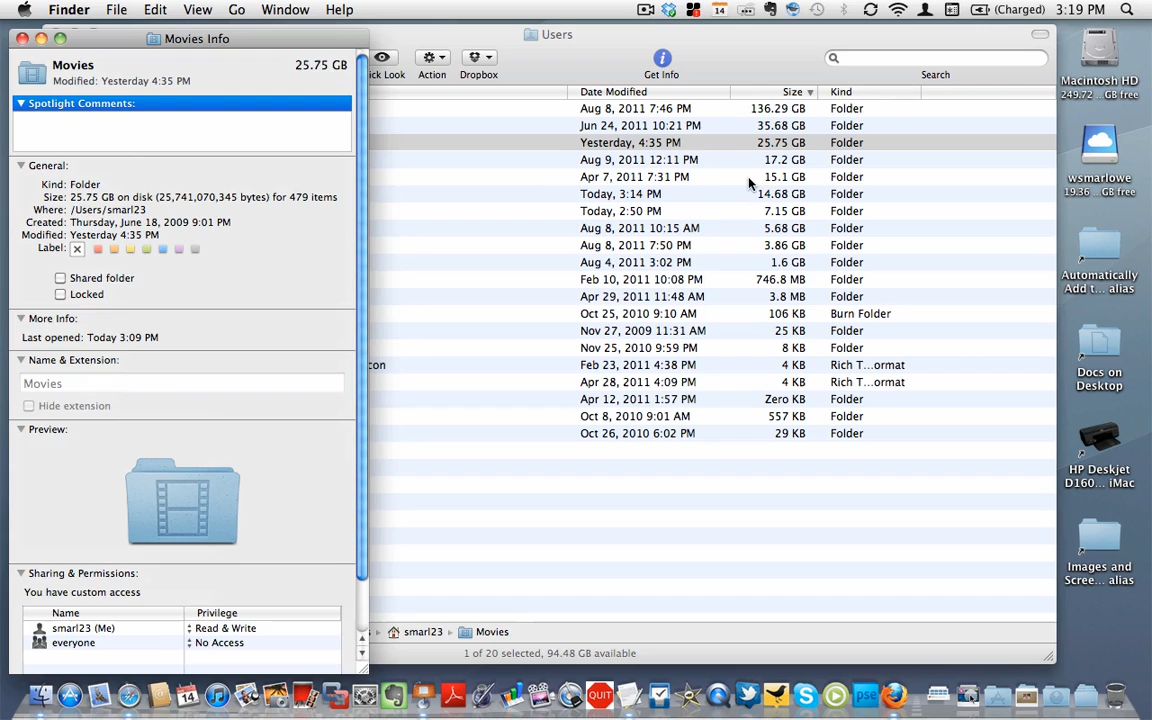 Finder File Edit View Go Window Help 14 (Charged) 3:19 PM
Movies Info
Movies 25.75 GB
Modified: Yesterday 4:35 PM
Spotlight Comments:
General:
Kind: Folder
Size: 25.75 GB on disk (25,741,070,345 bytes) for 479 items
Where: /Users/smarl23
Created: Thursday, June 18, 2009 9:01 PM
Modified: Yesterday 4:35 PM
Label:
Shared folder
Locked
More Info:
Last opened: Today 3:09 PM
Name & Extension:
Movies
Hide extension
Preview:
Sharing & Permissions:
You have custom access
Name Privilege
smarl23 (Me) Read & Write
everyone No Access
Users
ick Look Action Dropbox Get Info Search
Date Modified Size Kind
Aug 8, 2011 7:46 PM 136.29 GB Folder
Jun 24, 2011 10:21 PM 35.68 GB Folder
Yesterday, 4:35 PM 25.75 GB Folder
Aug 9, 2011 12:11 PM 17.2 GB Folder
Apr 7, 2011 7:31 PM 15.1 GB Folder
Today, 3:14 PM 14.68 GB Folder
Today, 2:50 PM 7.15 GB Folder
Aug 8, 2011 10:15 AM 5.68 GB Folder
Aug 8, 2011 7:50 PM 3.86 GB Folder
Aug 4, 2011 3:02 PM 1.6 GB Folder
Feb 10, 2011 10:08 PM 746.8 MB Folder
Apr 29, 2011 11:48 AM 3.8 MB Folder
Oct 25, 2010 9:10 AM 106 KB Burn Folder
Nov 27, 2009 11:31 AM 25 KB Folder
Nov 25, 2010 9:59 PM 8 KB Folder
con Feb 23, 2011 4:38 PM 4 KB Rich T...ormat
Apr 28, 2011 4:09 PM 4 KB Rich T...ormat
Apr 12, 2011 1:57 PM Zero KB Folder
Oct 8, 2010 9:01 AM 557 KB Folder
Oct 26, 2010 6:02 PM 29 KB Folder
smarl23 Movies
1 of 20 selected, 94.48 GB available
Macintosh HD
249.72 ...GB free
wsmarlowe
19.36 ...GB free
Automatically
Add t... alias
Docs on
Desktop
HP Deskjet
D160... iMac
Images and
Scree... alias
14
QUIT
pse